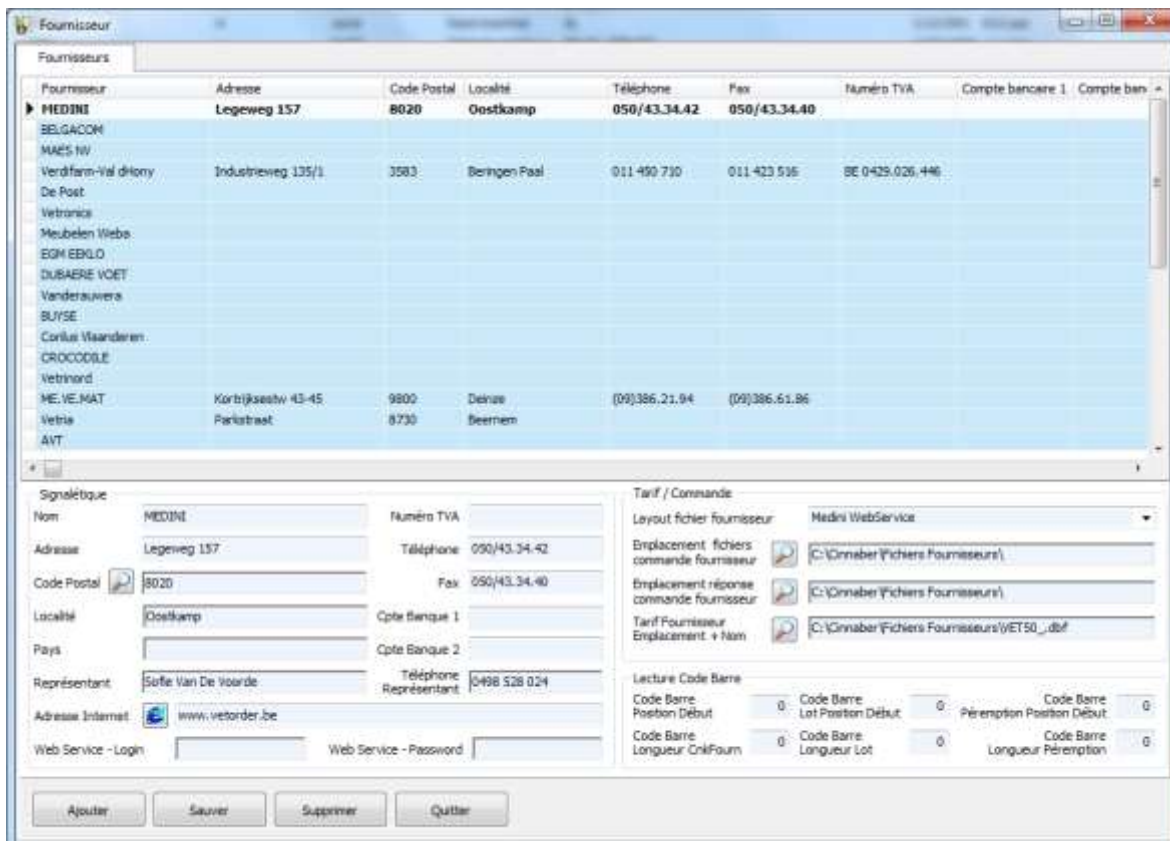 Fournisseur
Fournisseurs
Fournisseur Adresse Code Postal Localité Téléphone Fax Numéro TVA Compte bancaire 1 Compte ban
MEDINI Legeweg 157 8020 Oostkamp 050/43.34.42 050/43.34.40
BELGACOM
MAES NV
Verdifarm-Val dHony Industrieweg 135/1 3583 Beringen Paal 011 450 710 011 423 516 BE 0429.026.446
De Post
Vetronics
Meubelen Weba
EGM EEKLO
DUBAERE VOET
Vanderauwera
BUYSE
Corilus Vlaanderen
CROCODILE
Vetrinord
ME.VE.MAT Kortrijksestw 43-45 9800 Deinze (09)386.21.94 (09)386.61.86
Vetria Parkstraat 8730 Beernem
AVT
Signalétique
Nom MEDINI Numéro TVA
Adresse Legeweg 157 Téléphone 050/43.34.42
Code Postal 8020 Fax 050/43.34.40
Localité Oostkamp Cpte Banque 1
Pays Cpte Banque 2
Représentant Sofie Van De Voorde Téléphone Représentant 0498 528 024
Adresse Internet www.vetorder.be
Web Service - Login Web Service - Password
Tarif / Commande
Layout fichier fournisseur Medini WebService
Emplacement fichiers
commande fournisseur C:\Cinnaber\Fichiers Fournisseurs\
Emplacement réponse
commande fournisseur C:\Cinnaber\Fichiers Fournisseurs\
Tarif Fournisseur
Emplacement + Nom C:\Cinnaber\Fichiers Fournisseurs\VET50_.dbf
Lecture Code Barre
Code Barre Position Début 0 Code Barre Lot Position Début 0 Code Barre Péremption Position Début 0
Code Barre Longueur CnkFourn 0 Code Barre Longueur Lot 0 Code Barre Longueur Péremption 0
Ajouter Sauver Supprimer Quitter